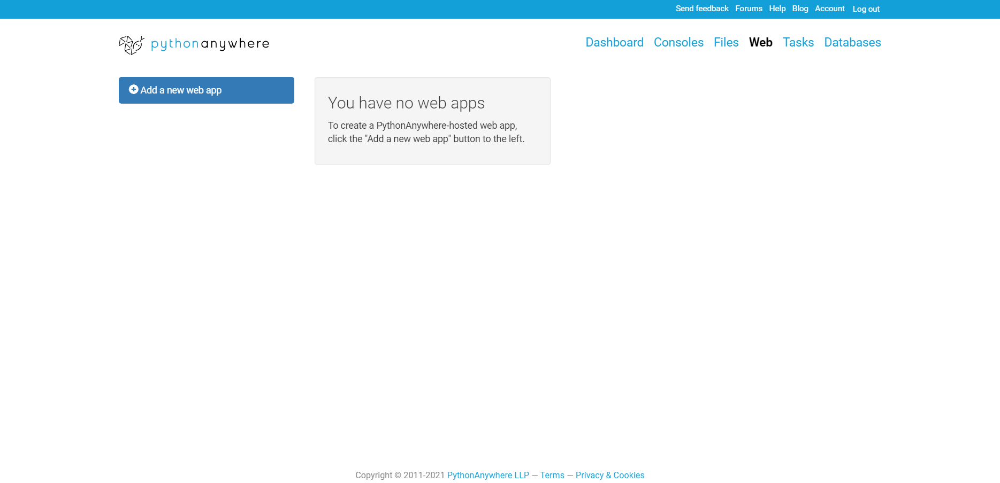 Send feedback Forums Help Blog Account Log out
pythonanywhere
Dashboard Consoles Files Web Tasks Databases
Add a new web app
You have no web apps
To create a PythonAnywhere-hosted web app,
click the "Add a new web app" button to the left.
Copyright © 2011-2021 PythonAnywhere LLP — Terms — Privacy & Cookies